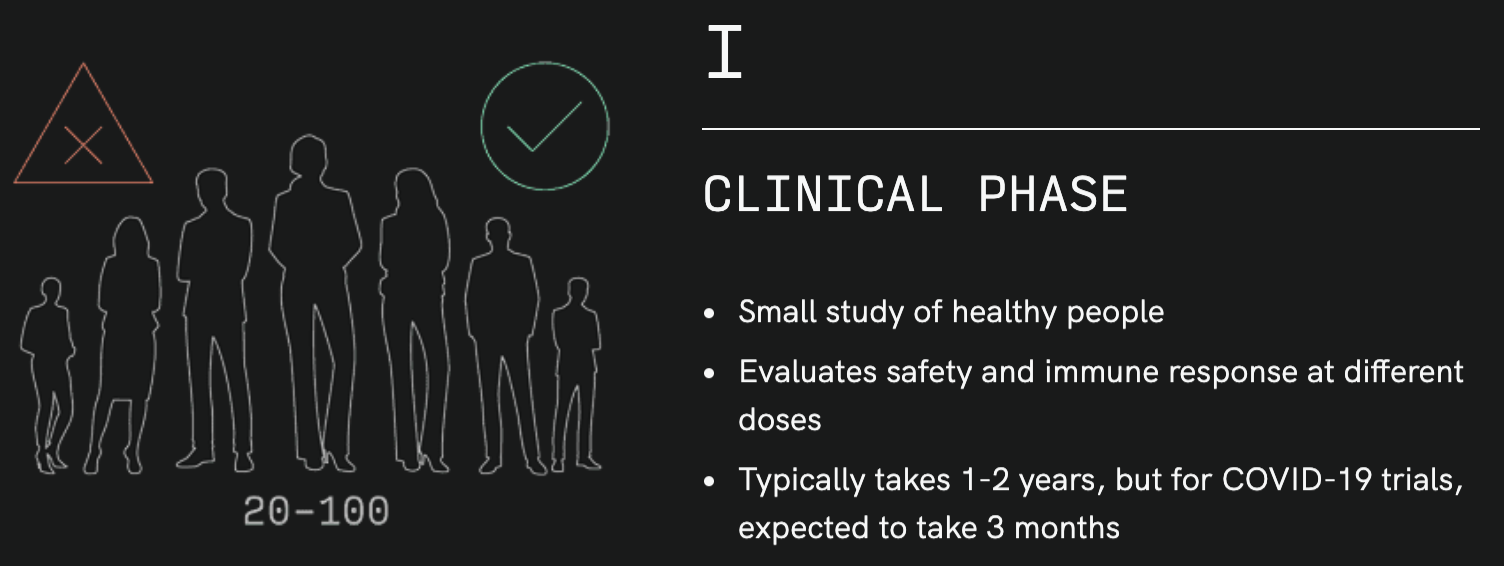 I
CLINICAL PHASE
• Small study of healthy people
• Evaluates safety and immune response at different
doses
• Typically takes 1-2 years, but for COVID-19 trials,
expected to take 3 months
20-100